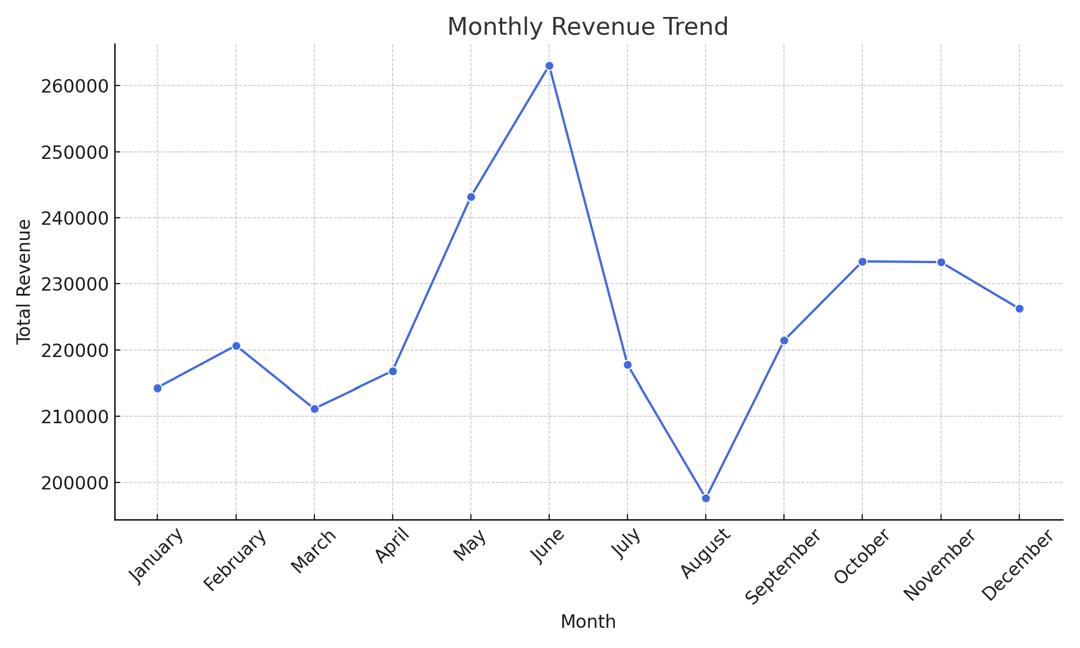 Monthly Revenue Trend
Total Revenue
260000
250000
240000
230000
220000
210000
200000
January
February
March
April
May
June
July
August
September
October
November
December
Month